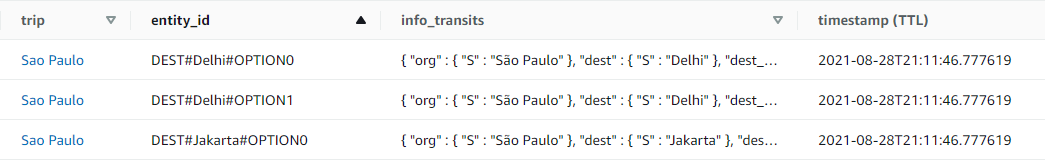 trip entity_id info_transits timestamp (TTL)
Sao Paulo DEST#Delhi#OPTION0 { "org" : { "S" : "São Paulo" }, "dest" : { "S" : "Delhi" }, "dest_... 2021-08-28T21:11:46.777619
Sao Paulo DEST#Delhi#OPTION1 { "org" : { "S" : "São Paulo" }, "dest" : { "S" : "Delhi" }, "dest_... 2021-08-28T21:11:46.777619
Sao Paulo DEST#Jakarta#OPTION0 { "org" : { "S" : "São Paulo" }, "dest" : { "S" : "Jakarta" }, "des... 2021-08-28T21:11:46.777619